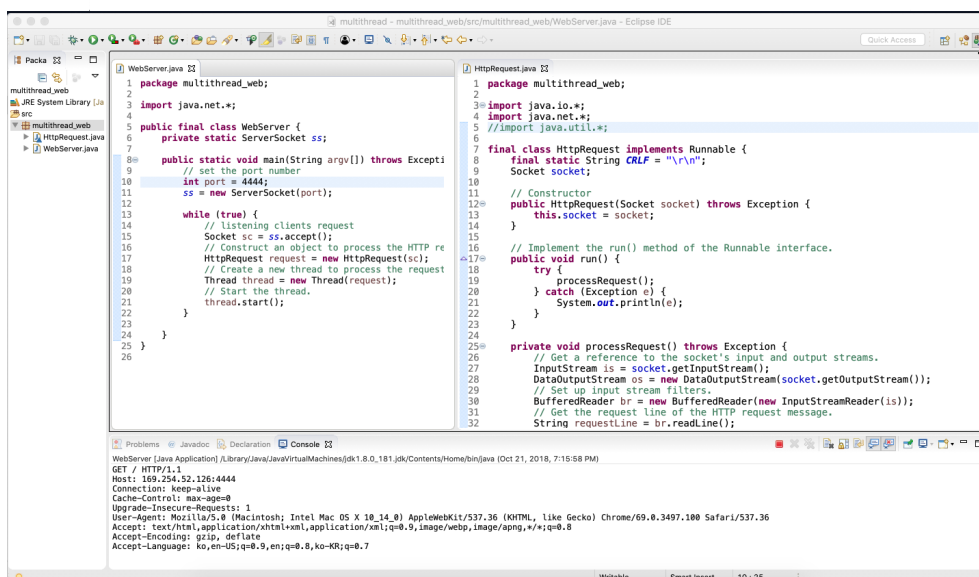 multithread – multithread_web/src/multithread_web/WebServer.java – Eclipse IDE
Quick Access
Packa
multithread_web
JRE System Library [Ja
src
multithread_web
HttpRequest.java
WebServer.java
WebServer.java
1 package multithread_web;
2
3 import java.net.*;
4
5 public final class WebServer {
6 private static ServerSocket ss;
7
8 public static void main(String argv[]) throws Excepti
9 // set the port number
10 int port = 4444;
11 ss = new ServerSocket(port);
12
13 while (true) {
14 // listening clients request
15 Socket sc = ss.accept();
16 // Construct an object to process the HTTP re
17 HttpRequest request = new HttpRequest(sc);
18 // Create a new thread to process the request
19 Thread thread = new Thread(request);
20 // Start the thread.
21 thread.start();
22 }
23
24 }
25 }
26
HttpRequest.java
1 package multithread_web;
2
3 import java.io.*;
4 import java.net.*;
5 //import java.util.*;
6
7 final class HttpRequest implements Runnable {
8 final static String CRLF = "\r\n";
9 Socket socket;
10
11 // Constructor
12 public HttpRequest(Socket socket) throws Exception {
13 this.socket = socket;
14 }
15
16 // Implement the run() method of the Runnable interface.
17 public void run() {
18 try {
19 processRequest();
20 } catch (Exception e) {
21 System.out.println(e);
22 }
23 }
24
25 private void processRequest() throws Exception {
26 // Get a reference to the socket's input and output streams.
27 InputStream is = socket.getInputStream();
28 DataOutputStream os = new DataOutputStream(socket.getOutputStream());
29 // Set up input stream filters.
30 BufferedReader br = new BufferedReader(new InputStreamReader(is));
31 // Get the request line of the HTTP request message.
32 String requestLine = br.readLine();
Problems Javadoc Declaration Console
WebServer [Java Application] /Library/Java/JavaVirtualMachines/jdk1.8.0_181.jdk/Contents/Home/bin/java (Oct 21, 2018, 7:15:58 PM)
GET / HTTP/1.1
Host: 169.254.52.126:4444
Connection: keep-alive
Cache-Control: max-age=0
Upgrade-Insecure-Requests: 1
User-Agent: Mozilla/5.0 (Macintosh; Intel Mac OS X 10_14_0) AppleWebKit/537.36 (KHTML, like Gecko) Chrome/69.0.3497.100 Safari/537.36
Accept: text/html,application/xhtml+xml,application/xml;q=0.9,image/webp,image/apng,*/*;q=0.8
Accept-Encoding: gzip, deflate
Accept-Language: ko,en-US;q=0.9,en;q=0.8,ko-KR;q=0.7
Writable Smart Insert 10 : 25